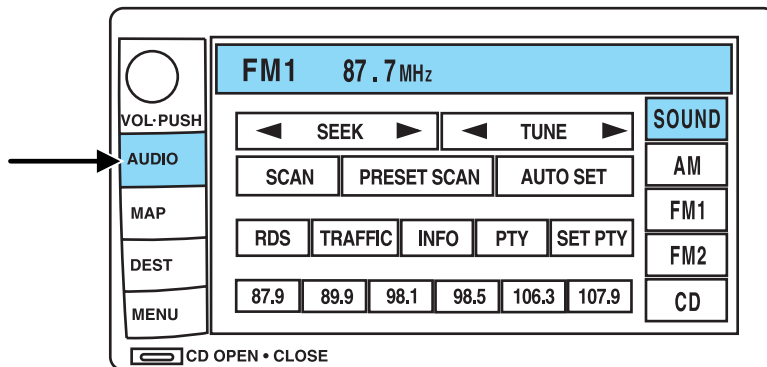 FM1 87.7MHz
VOL·PUSH
AUDIO
MAP
DEST
MENU
SEEK TUNE
SCAN PRESET SCAN AUTO SET
RDS TRAFFIC INFO PTY SET PTY
87.9 89.9 98.1 98.5 106.3 107.9
SOUND
AM
FM1
FM2
CD
CD OPEN • CLOSE